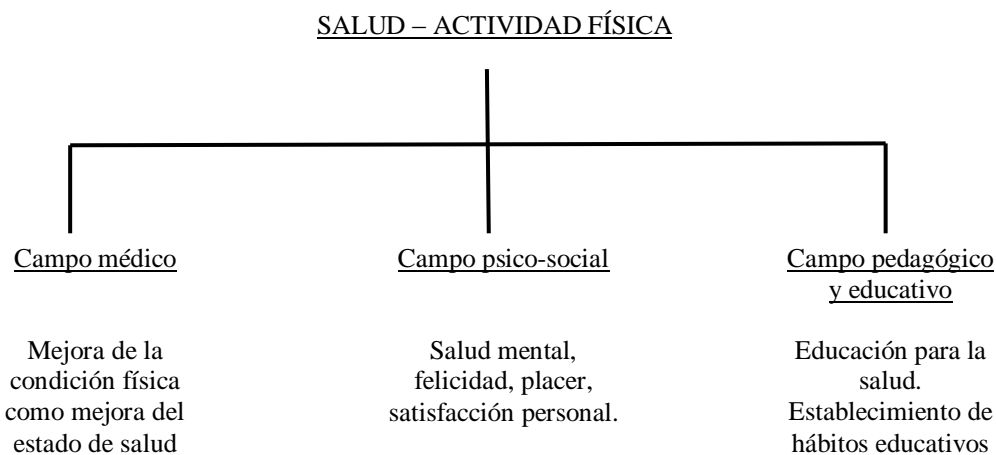 SALUD – ACTIVIDAD FÍSICA
Campo médico
Mejora de la
condición física
como mejora del
estado de salud
Campo psico-social
Salud mental,
felicidad, placer,
satisfacción personal.
Campo pedagógico
y educativo
Educación para la
salud.
Establecimiento de
hábitos educativos